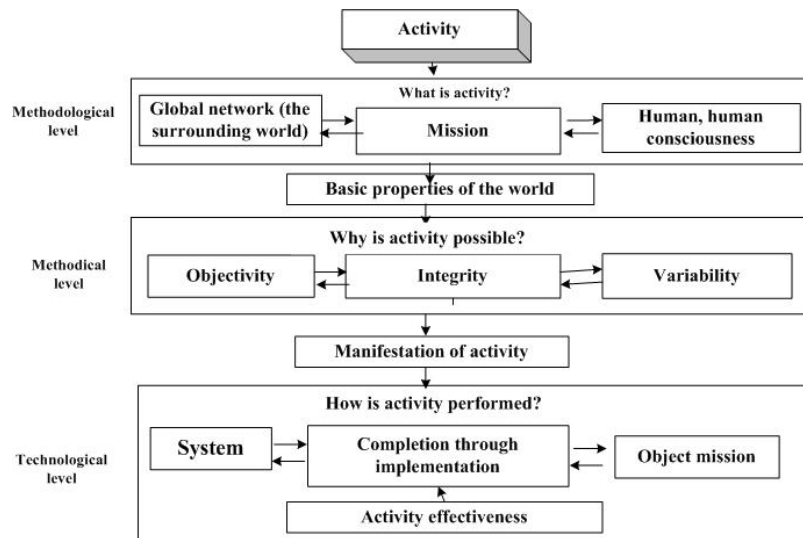 Activity
What is activity?
Methodological
level
Global network (the
surrounding world)
Mission
Human, human
consciousness
Basic properties of the world
Why is activity possible?
Methodical
level
Objectivity
Integrity
Variability
Manifestation of activity
How is activity performed?
Technological
level
System
Completion through
implementation
Object mission
Activity effectiveness